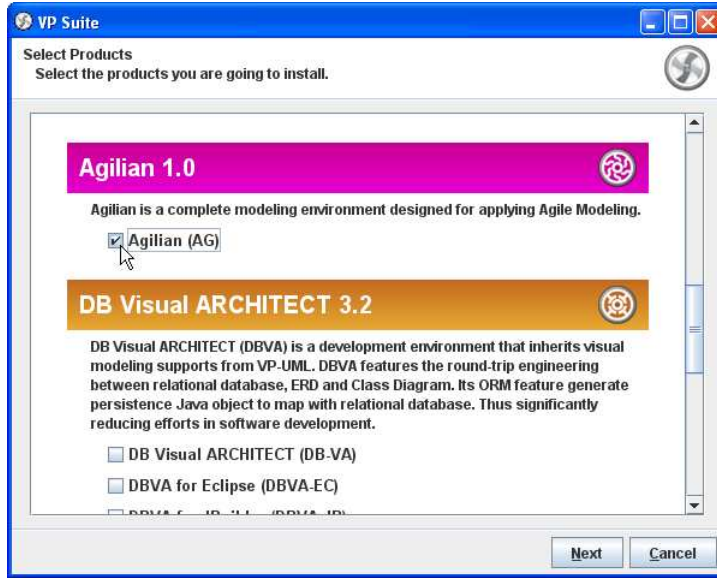 VP Suite
Select Products
Select the products you are going to install.
Agilian 1.0
Agilian is a complete modeling environment designed for applying Agile Modeling.
Agilian (AG)
DB Visual ARCHITECT 3.2
DB Visual ARCHITECT (DBVA) is a development environment that inherits visual
modeling supports from VP-UML. DBVA features the round-trip engineering
between relational database, ERD and Class Diagram. Its ORM feature generate
persistence Java object to map with relational database. Thus significantly
reducing efforts in software development.
DB Visual ARCHITECT (DB-VA)
DBVA for Eclipse (DBVA-EC)
Next
Cancel